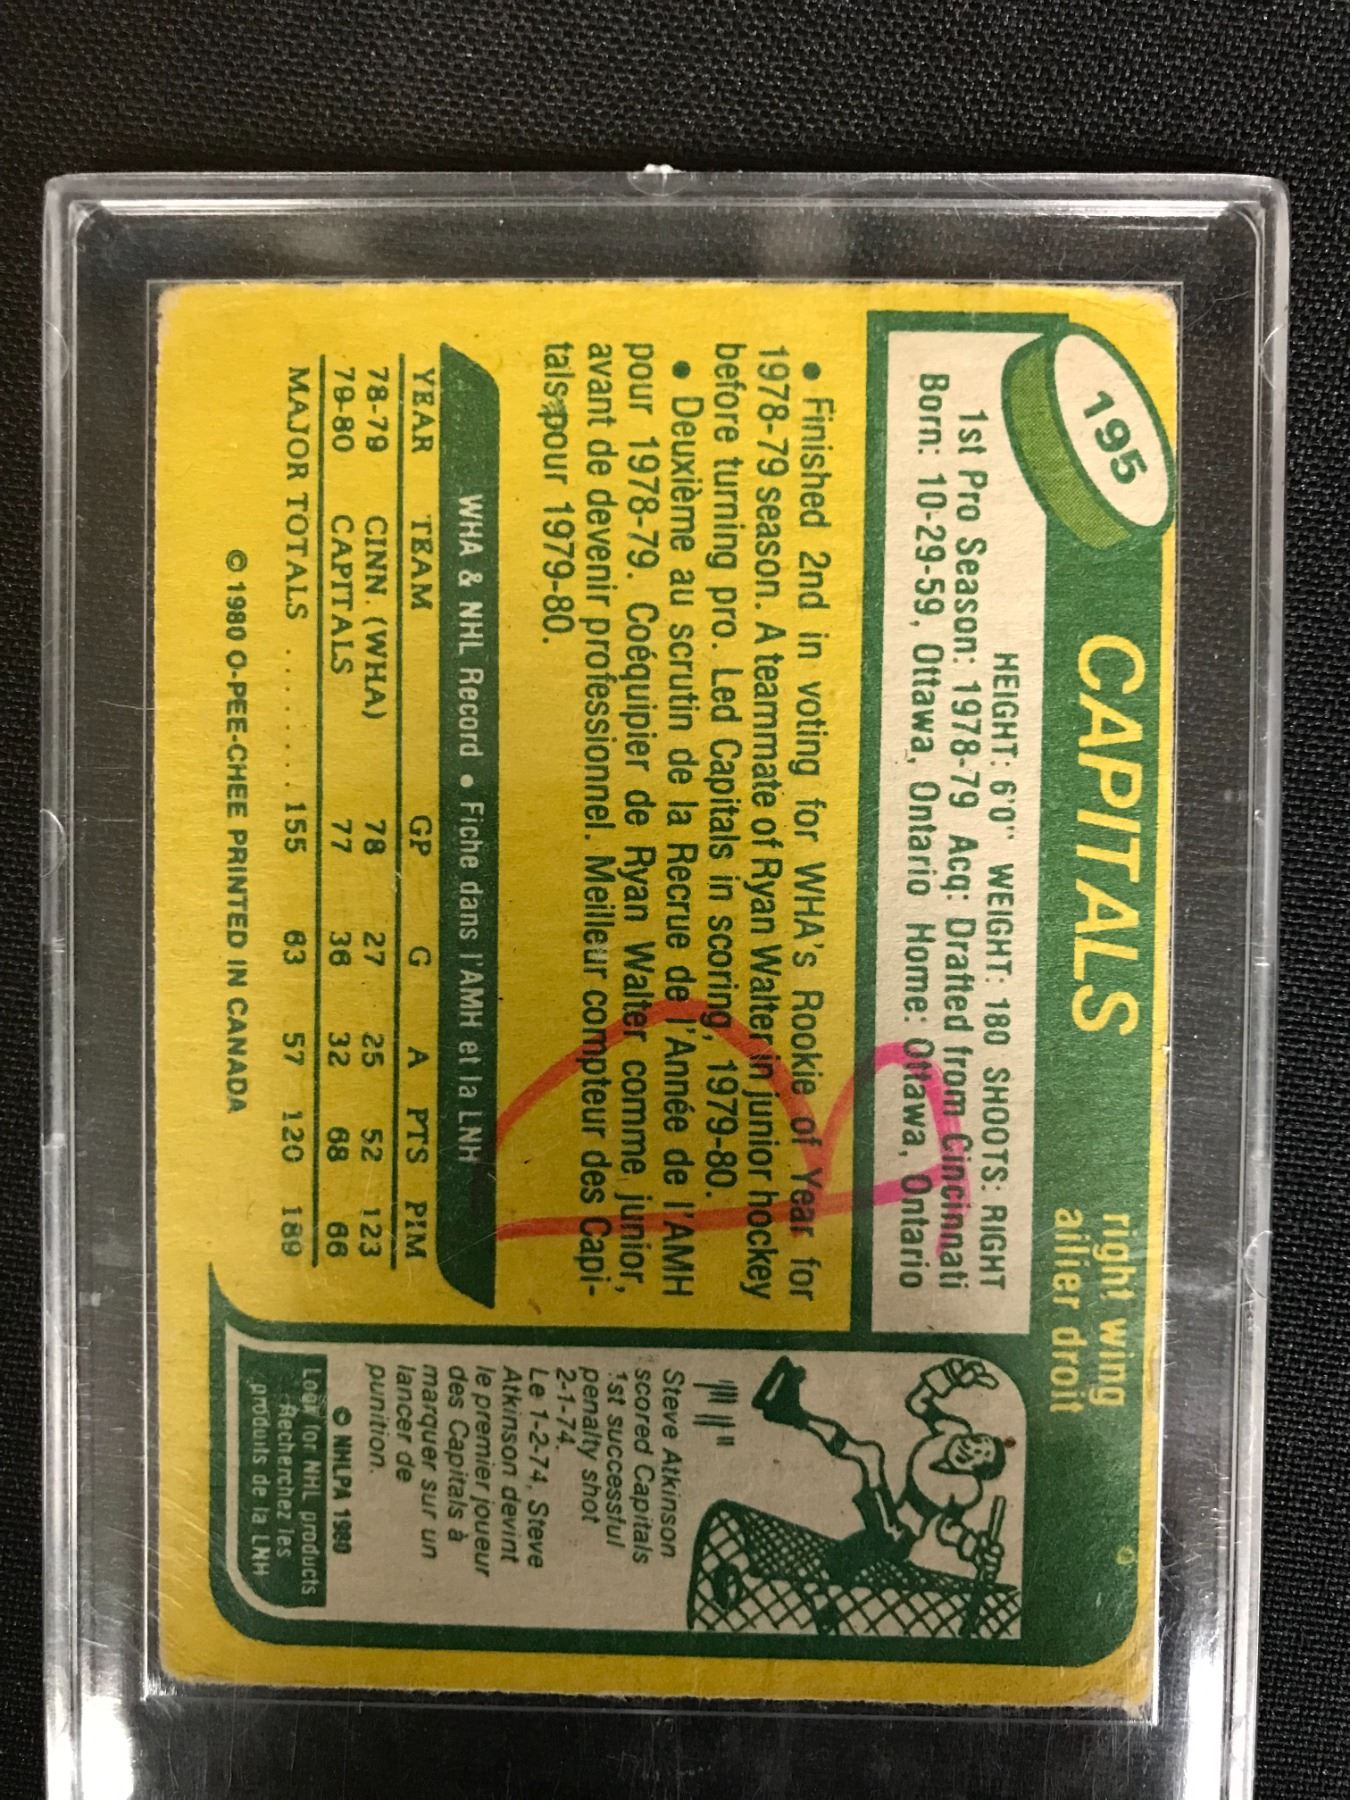 195
CAPITALS
right wing
ailier droit
HEIGHT: 6'0" WEIGHT: 180 SHOOTS: RIGHT
1st Pro Season: 1978-79 Acq: Drafted from Cincinnati
Born: 10-29-59, Ottawa, Ontario Home: Ottawa, Ontario
• Finished 2nd in voting for WHA's Rookie of Year for
1978-79 season. A teammate of Ryan Walter in junior hockey
before turning pro. Led Capitals in scoring, 1979-80.
• Deuxième au scrutin de la Recrue de l'Année de l'AMH
pour 1978-79. Coéquipier de Ryan Walter comme junior,
avant de devenir professionnel. Meilleur compteur des Capi-
tals pour 1979-80.
WHA & NHL Record • Fiche dans l'AMH et la LNH
YEAR TEAM GP G A PTS PIM
78-79 CINN. (WHA) 78 27 25 52 123
79-80 CAPITALS 77 36 32 68 66
MAJOR TOTALS ........ 155 63 57 120 189
© 1980 O-PEE-CHEE PRINTED IN CANADA
Steve Atkinson
scored Capitals
1st successful
penalty shot
2-1-74.
Le 1-2-74, Steve
Atkinson devint
le premier joueur
des Capitals à
marquer sur un
lancer de
punition.
© NHLPA 1980
Look for NHL products
Recherchez les
produits de la LNH